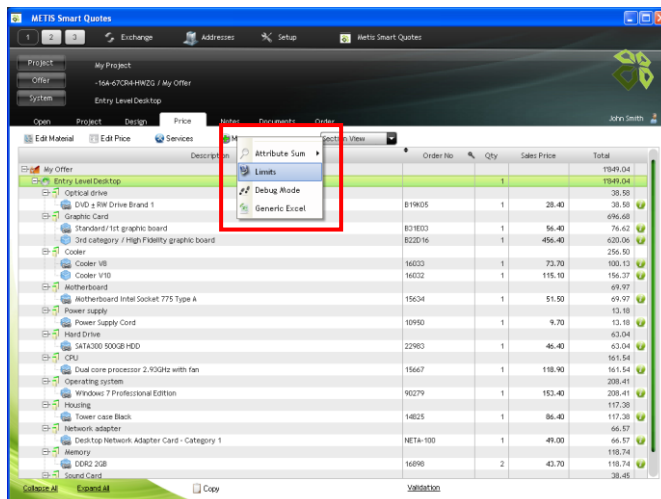 METIS Smart Quotes
1 2 3 Exchange Addresses Setup Metis Smart Quotes
Project My Project
Offer -16A-67CR4-HWZG / My Offer
System Entry Level Desktop
Open Project Design Price Notes Documents Order John Smith
Edit Material Edit Price Services M Section View
Description Order No Qty Sales Price Total
My Offer 11849.04
Entry Level Desktop 1 11849.04
Optical drive 38.58
DVD ± RW Drive Brand 1 B19K05 1 28.40 38.58
Graphic Card 696.68
Standard/1st graphic board B31E03 1 56.40 76.62
3rd category / High Fidelity graphic board B22D16 1 456.40 620.06
Cooler 256.50
Cooler V8 16033 1 73.70 100.13
Cooler V10 16032 1 115.10 156.37
Motherboard 69.97
Motherboard Intel Socket 775 Type A 15634 1 51.50 69.97
Power supply 13.18
Power Supply Cord 10950 1 9.70 13.18
Hard Drive 63.04
SATA300 500GB HDD 22983 1 46.40 63.04
CPU 161.54
Dual core processor 2.93GHz with fan 15667 1 118.90 161.54
Operating system 208.41
Windows 7 Professional Edition 90279 1 153.40 208.41
Housing 117.38
Tower case Black 14825 1 86.40 117.38
Network adapter 66.57
Desktop Network Adapter Card - Category 1 NETA-100 1 49.00 66.57
Memory 118.74
DDR2 2GB 16898 2 43.70 118.74
Sound Card 38.45
Collapse All Expand All Copy Validation
Attribute Sum
Limits
Debug Mode
Generic Excel